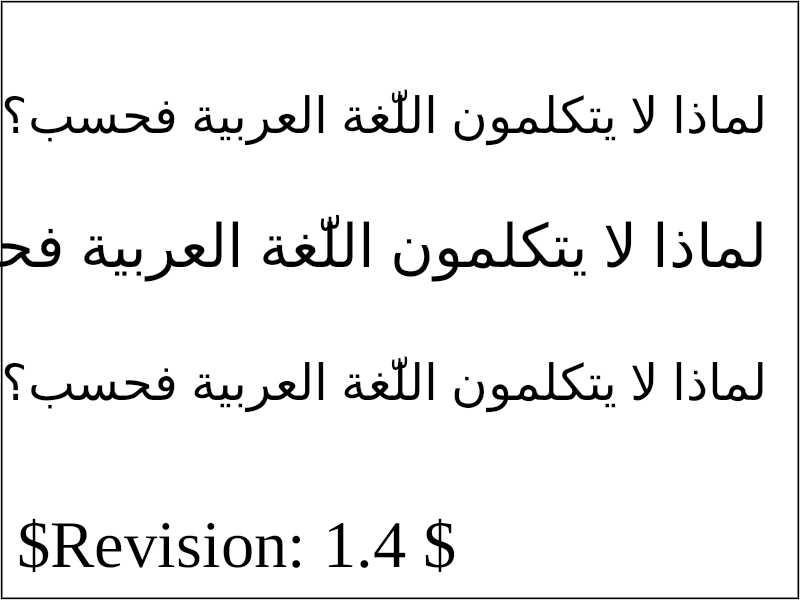 لماذا لا يتكلمون اللّغة العربية فحسب؟
لماذا لا يتكلمون اللّغة العربية
لماذا لا يتكلمون اللّغة العربية فحسب؟
$Revision: 1.4 $